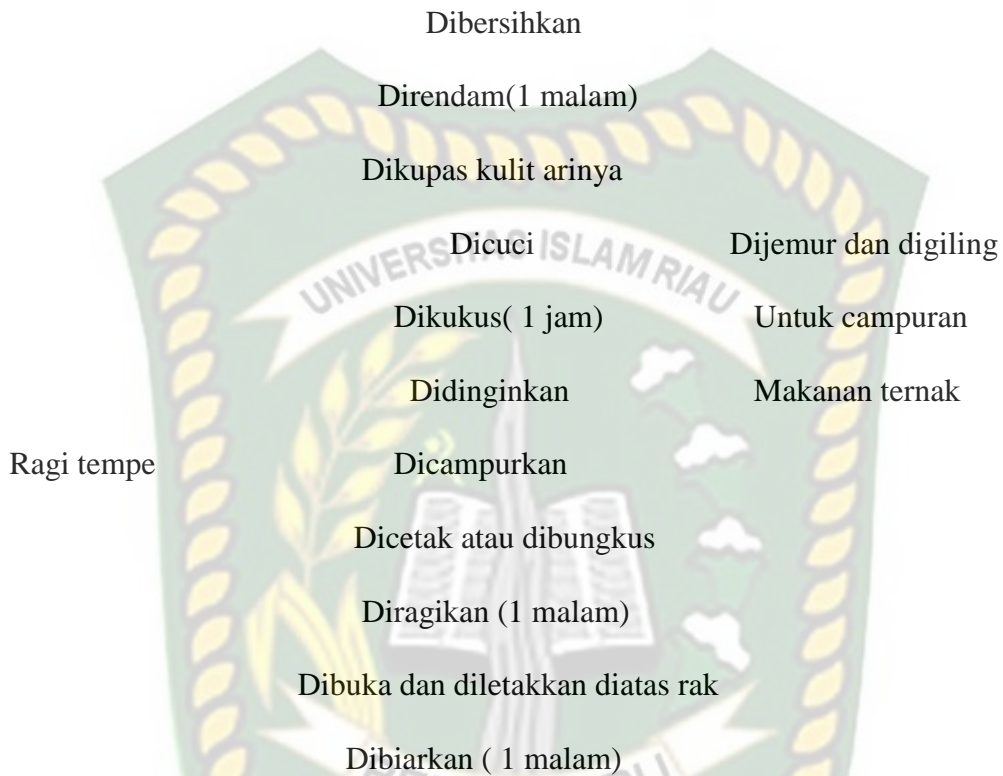 Dibersihkan
Direndam(1 malam)
Dikupas kulit arinya
Dicuci Dijemur dan digiling
UNIVERSITAS ISLAM RIAU
Dikukus( 1 jam) Untuk campuran
Didinginkan Makanan ternak
Ragi tempe Dicampurkan
Dicetak atau dibungkus
Diragikan (1 malam)
Dibuka dan diletakkan diatas rak
Dibiarkan ( 1 malam)